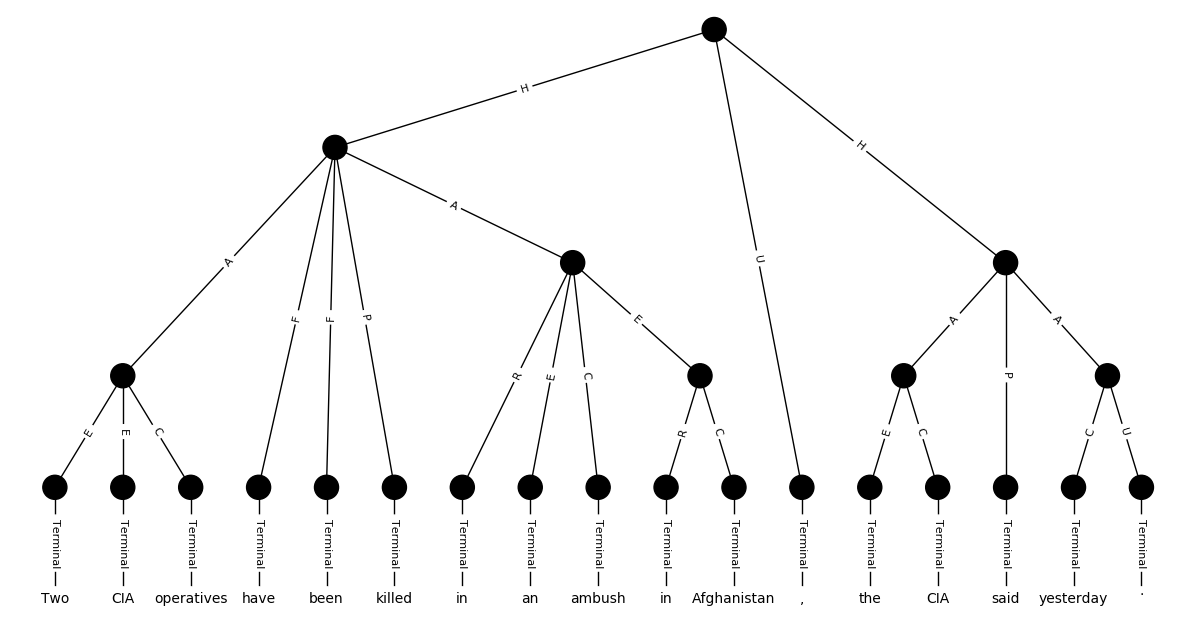 H
H
A
A
U
A
P
A
F
F
P
R
E
C
E
E
E
C
R
C
E
C
C
U
Terminal Terminal Terminal Terminal Terminal Terminal Terminal Terminal Terminal Terminal Terminal Terminal Terminal Terminal Terminal Terminal Terminal
Two CIA operatives have been killed in an ambush in Afghanistan , the CIA said yesterday .